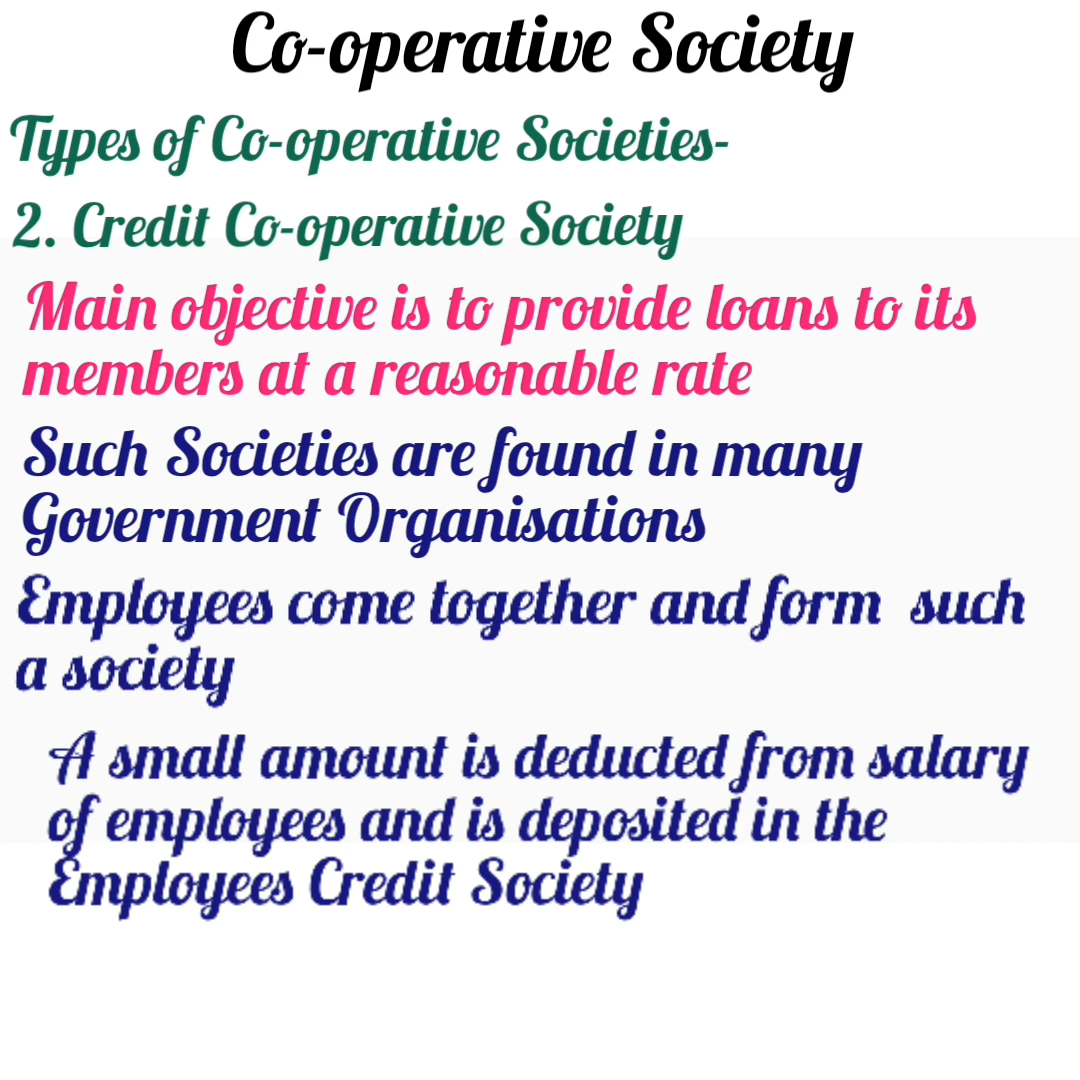 Co-operative Society
Types of Co-operative Societies-
2. Credit Co-operative Society
Main objective is to provide loans to its
members at a reasonable rate
Such Societies are found in many
Government Organisations
Employees come together and form such
a society
A small amount is deducted from salary
of employees and is deposited in the
Employees Credit Society